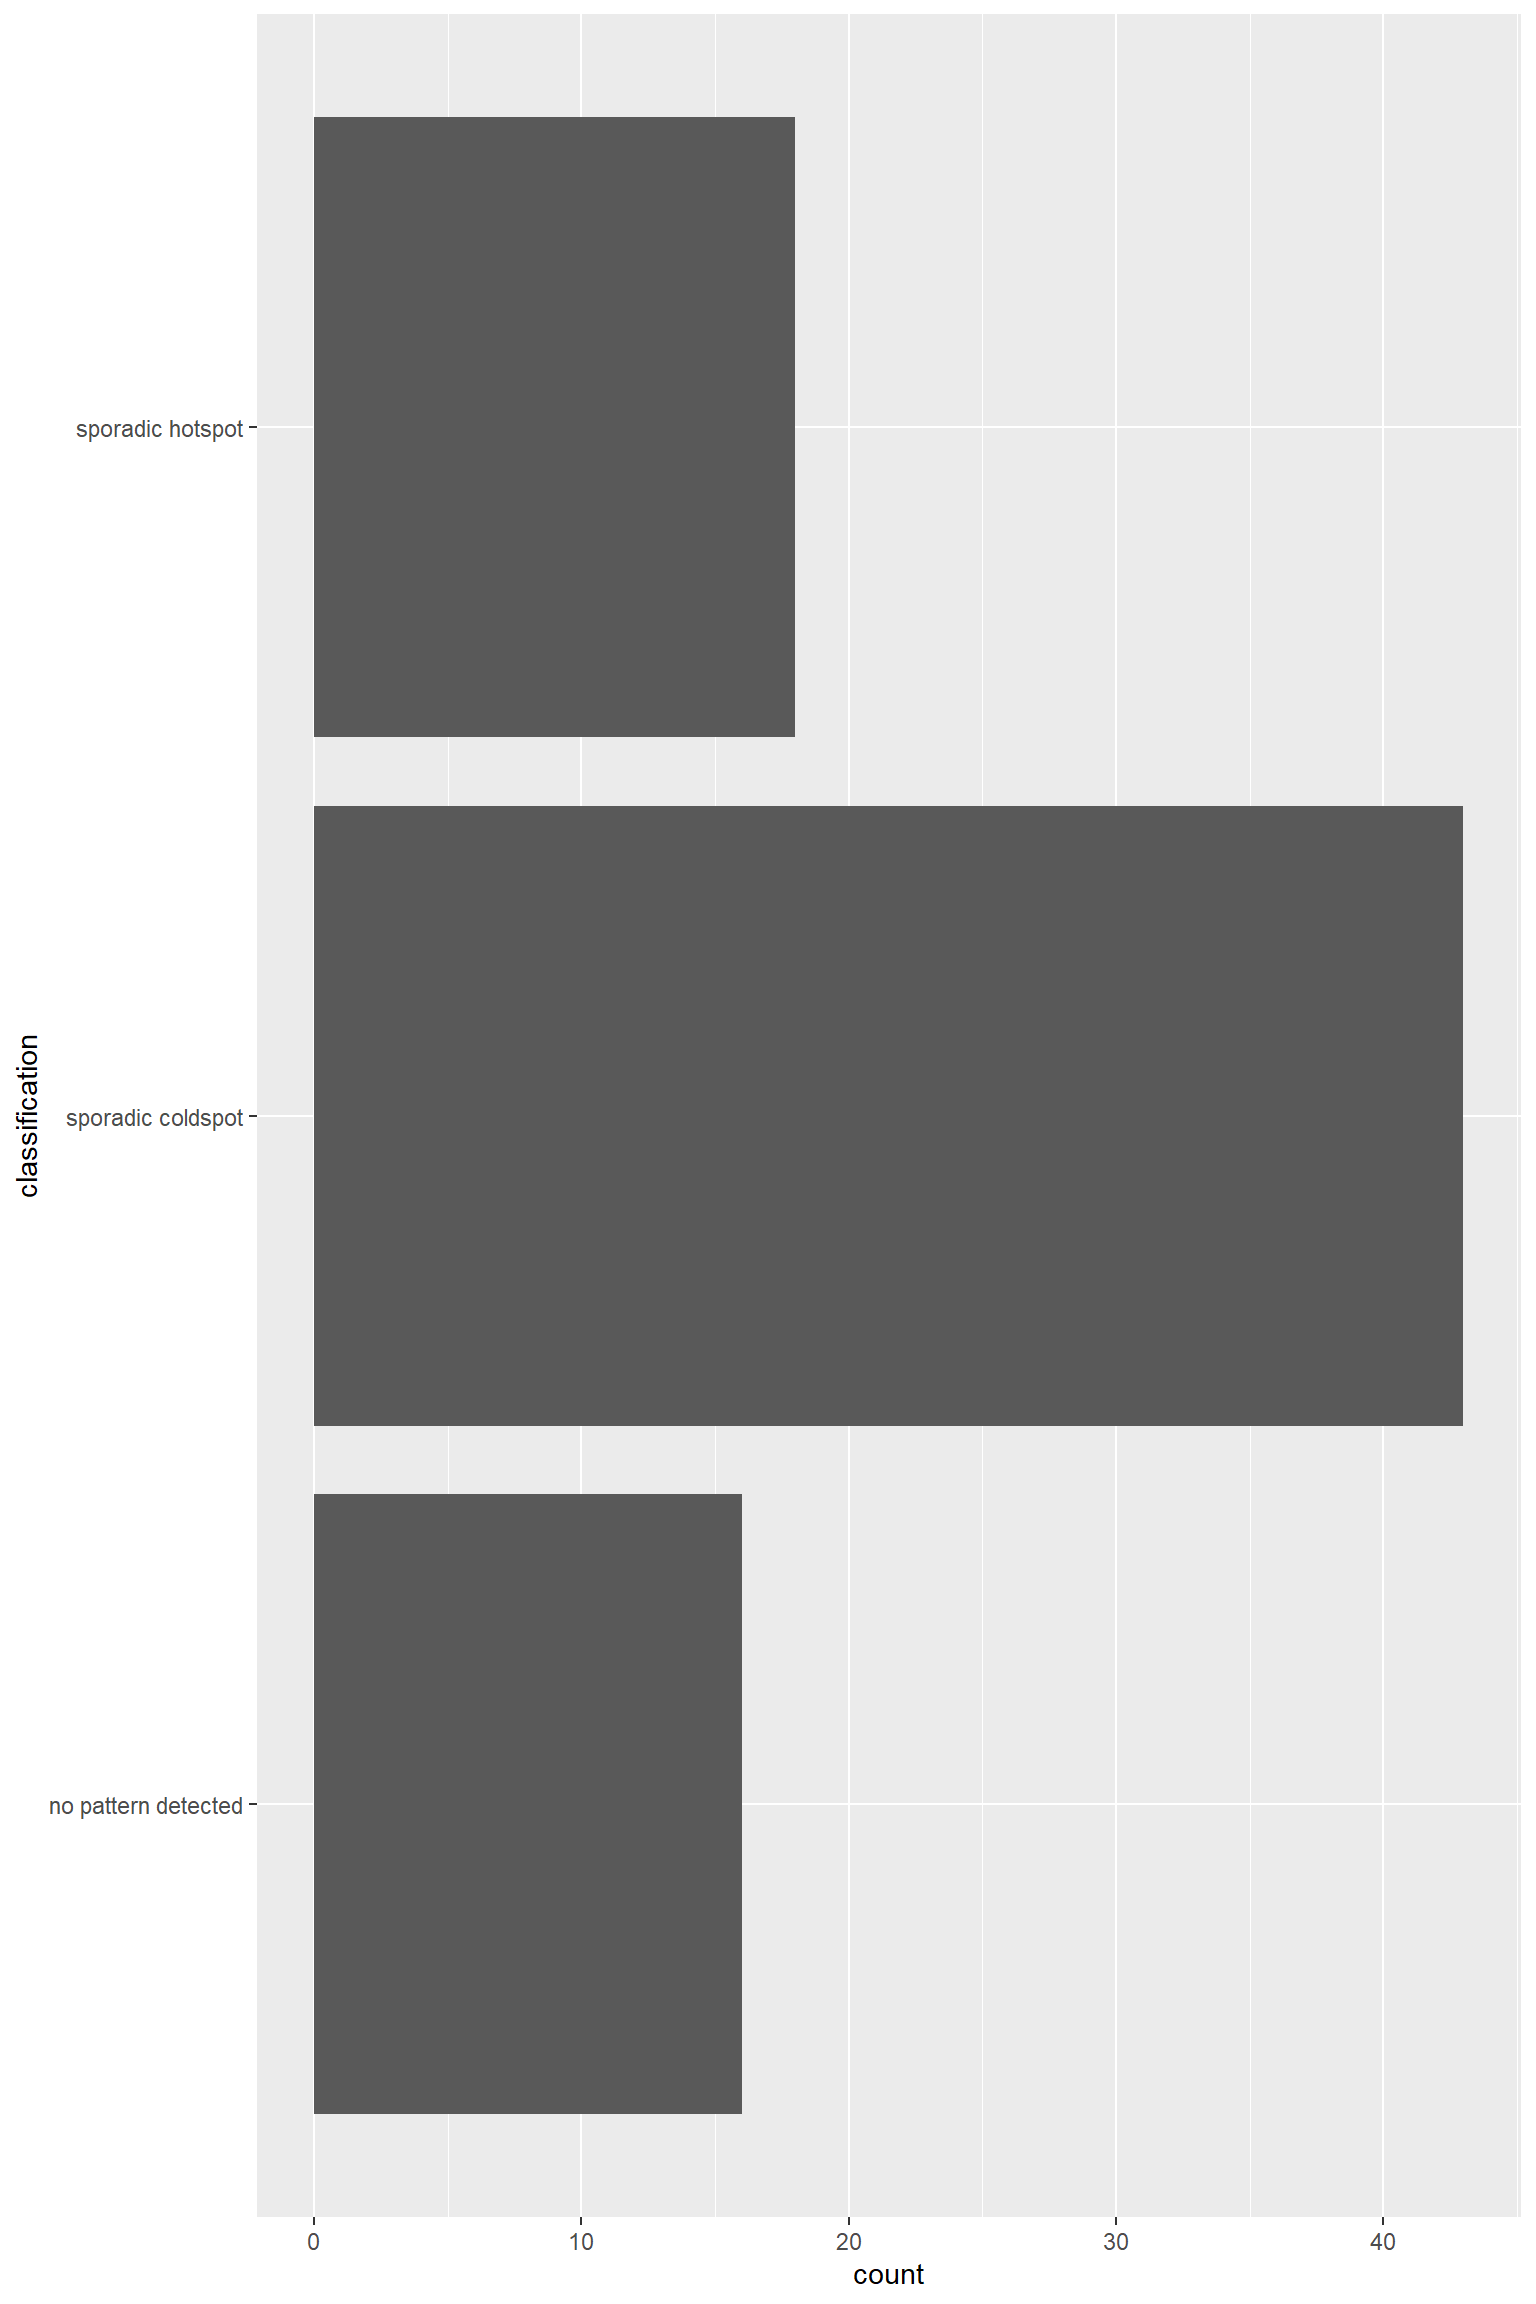 sporadic hotspot
sporadic coldspot
no pattern detected
classification
0 10 20 30 40
count